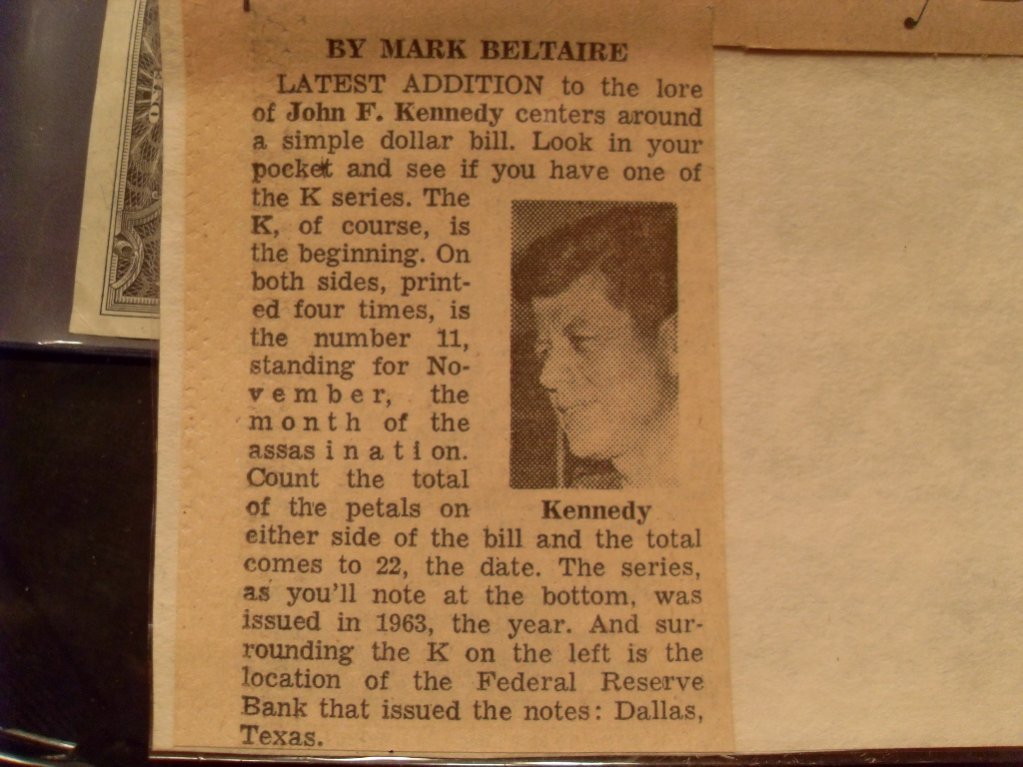 BY MARK BELTAIRE
LATEST ADDITION to the lore
of John F. Kennedy centers around
a simple dollar bill. Look in your
pocket and see if you have one of
the K series. The
K, of course, is
the beginning. On
both sides, print-
ed four times, is
the number 11,
standing for No-
vember, the
month of the
assasination.
Count the total
of the petals on
Kennedy
either side of the bill and the total
comes to 22, the date. The series,
as you'll note at the bottom, was
issued in 1963, the year. And sur-
rounding the K on the left is the
location of the Federal Reserve
Bank that issued the notes: Dallas,
Texas.